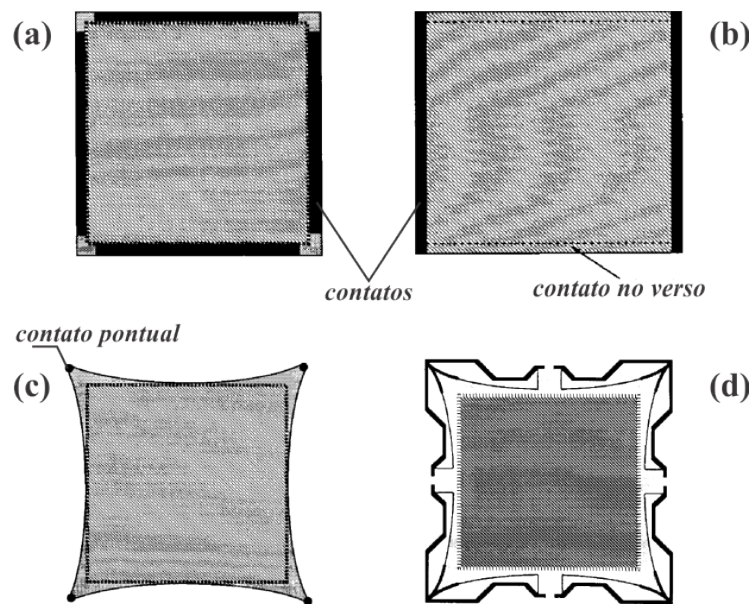 (a)
(b)
contatos
contato no verso
contato pontual
(c)
(d)